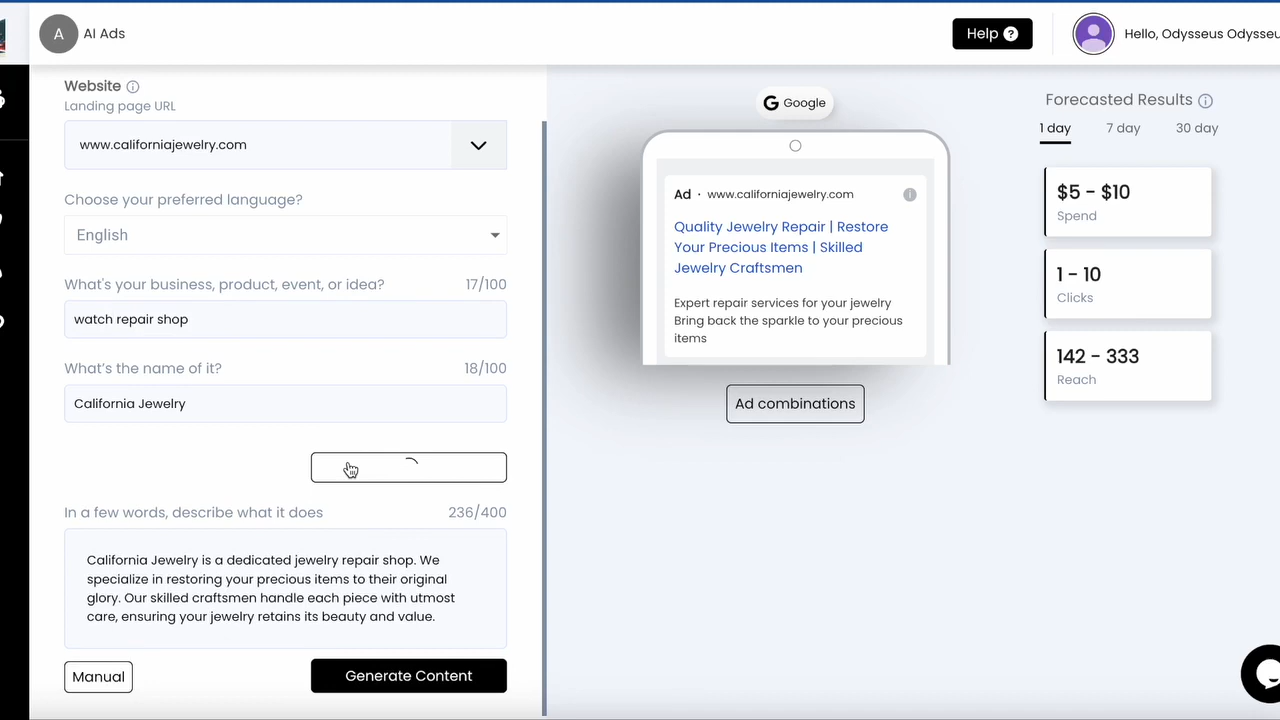 A AI Ads
Help ?
Hello, Odysseus Odysseu
Website
Landing page URL
www.californiajewelry.com
Choose your preferred language?
English
What's your business, product, event, or idea? 17/100
watch repair shop
What's the name of it? 18/100
California Jewelry
In a few words, describe what it does 236/400
California Jewelry is a dedicated jewelry repair shop. We
specialize in restoring your precious items to their original
glory. Our skilled craftsmen handle each piece with utmost
care, ensuring your jewelry retains its beauty and value.
Manual
Generate Content
G Google
Ad · www.californiajewelry.com
Quality Jewelry Repair | Restore
Your Precious Items | Skilled
Jewelry Craftsmen
Expert repair services for your jewelry
Bring back the sparkle to your precious
items
Ad combinations
Forecasted Results
1 day 7 day 30 day
$5 - $10
Spend
1 - 10
Clicks
142 - 333
Reach